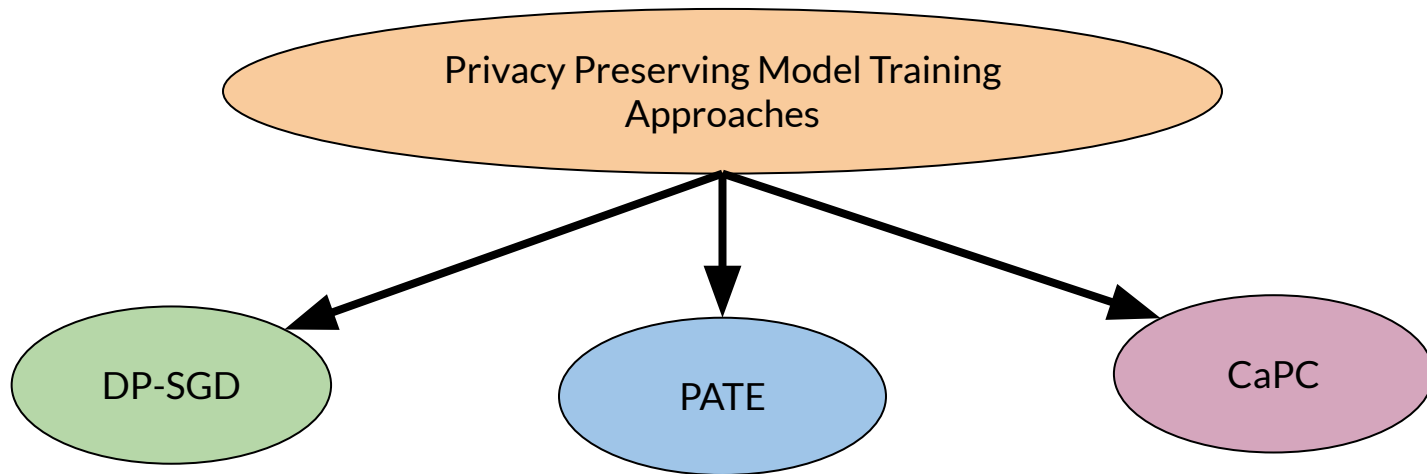 Privacy Preserving Model Training
Approaches
DP-SGD
PATE
CaPC